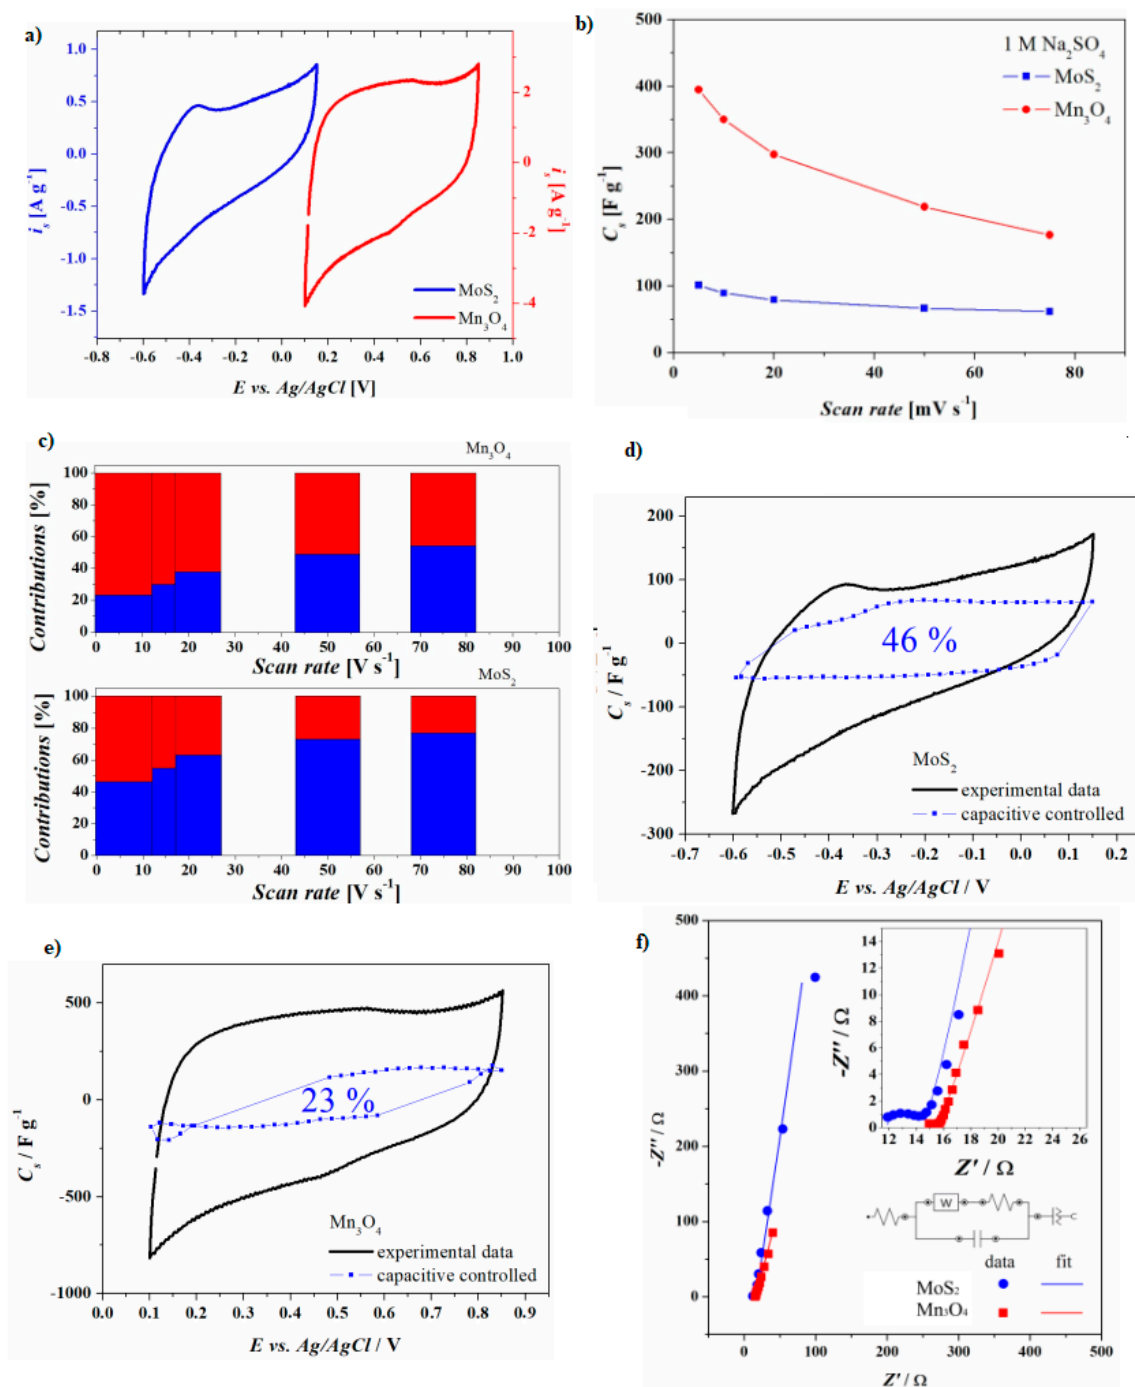 a)
1.0
0.5
0.0
-0.5
-1.0
-1.5
i_s [A g⁻¹]
2
0
-2
-4
i_s [A g⁻¹]
MoS₂
Mn₃O₄
-0.8 -0.6 -0.4 -0.2 0.0 0.2 0.4 0.6 0.8 1.0
E vs. Ag/AgCl [V]
b)
500
400
300
200
100
0
C_s [F g⁻¹]
1 M Na₂SO₄
MoS₂
Mn₃O₄
0 20 40 60 80
Scan rate [mV s⁻¹]
c)
Mn₃O₄
100
80
60
40
20
0
Contributions [%]
0 10 20 30 40 50 60 70 80 90 100
Scan rate [V s⁻¹]
MoS₂
100
80
60
40
20
0
Contributions [%]
0 10 20 30 40 50 60 70 80 90 100
Scan rate [V s⁻¹]
d)
200
100
0
-100
-200
-300
C_s / F g⁻¹
46 %
MoS₂
experimental data
capacitive controlled
-0.7 -0.6 -0.5 -0.4 -0.3 -0.2 -0.1 0.0 0.1 0.2
E vs. Ag/AgCl / V
e)
500
0
-500
-1000
C_s / F g⁻¹
23 %
Mn₃O₄
experimental data
capacitive controlled
0.0 0.1 0.2 0.3 0.4 0.5 0.6 0.7 0.8 0.9
E vs. Ag/AgCl / V
f)
500
400
300
200
100
0
-Z'' / Ω
14
12
10
8
6
4
2
0
-Z'' / Ω
12 14 16 18 20 22 24 26
Z' / Ω
W
data fit
MoS₂
Mn₃O₄
0 100 200 300 400 500
Z' / Ω